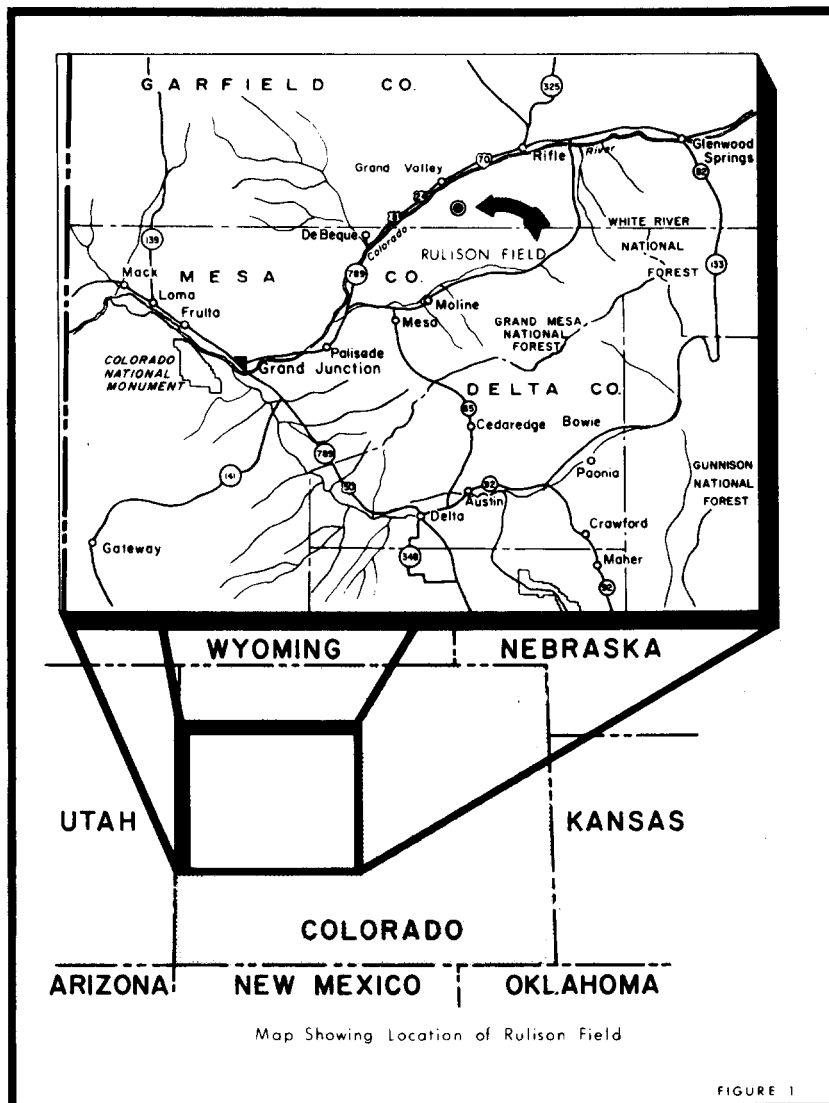 GARFIELD CO.
325
Glenwood
Springs
Rifle
River
70
Grand Valley
24
82
WHITE RIVER
NATIONAL
FOREST
De Beque
Colorado
RULISON FIELD
139
133
Mack
MESA CO.
789
Loma
Moline
Fruita
Mesa
GRAND MESA
NATIONAL
FOREST
Palisade
COLORADO
NATIONAL
MONUMENT
Grand Junction
DELTA CO.
65
Cedaredge
Bowie
789
Paonia
GUNNISON
NATIONAL
FOREST
141
50
92
Austin
Delta
Crawford
Gateway
348
Maher
92
WYOMING
NEBRASKA
UTAH
KANSAS
COLORADO
ARIZONA
NEW MEXICO
OKLAHOMA
Map Showing Location of Rulison Field
FIGURE 1